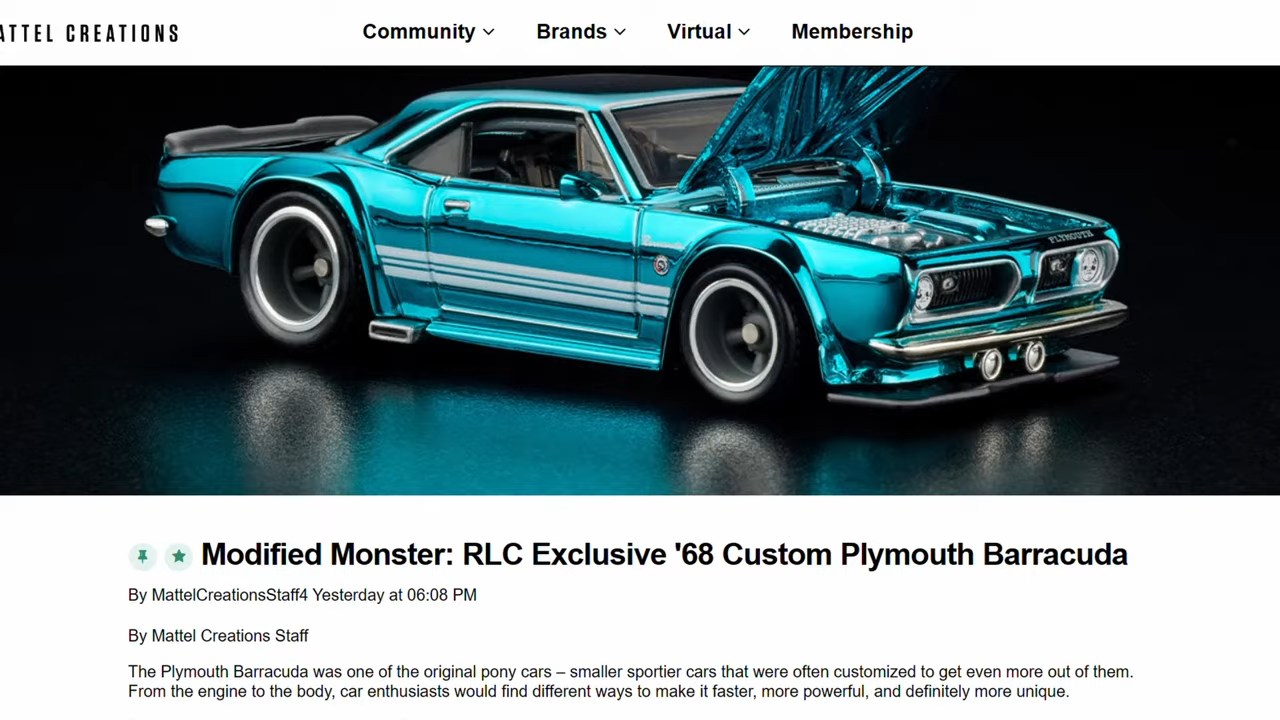 ATTEL CREATIONS
Community
Brands
Virtual
Membership
PLYMOUTH
Modified Monster: RLC Exclusive '68 Custom Plymouth Barracuda
By MattelCreationsStaff4 Yesterday at 06:08 PM
By Mattel Creations Staff
The Plymouth Barracuda was one of the original pony cars – smaller sportier cars that were often customized to get even more out of them.
From the engine to the body, car enthusiasts would find different ways to make it faster, more powerful, and definitely more unique.